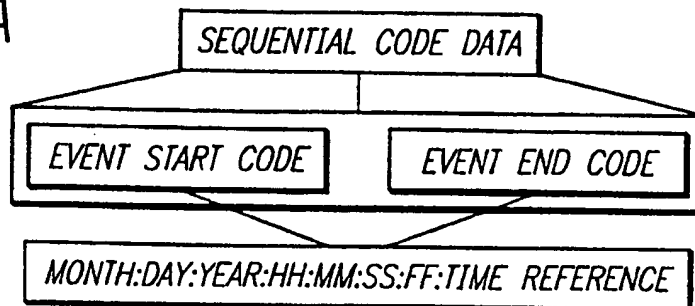 SEQUENTIAL CODE DATA
EVENT START CODE
EVENT END CODE
MONTH:DAY:YEAR:HH:MM:SS:FF:TIME REFERENCE